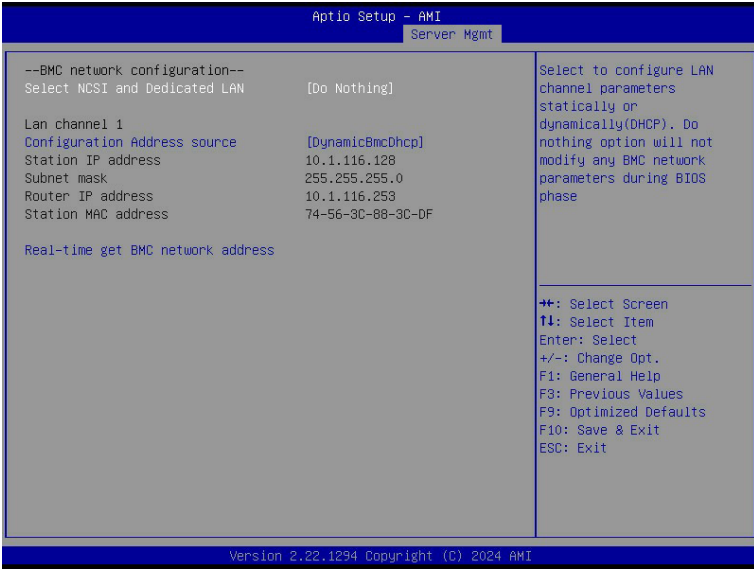 Aptio Setup – AMI
Server Mgmt
--BMC network configuration--
Select NCSI and Dedicated LAN [Do Nothing]
Lan channel 1
Configuration Address source [DynamicBmcDhcp]
Station IP address 10.1.116.128
Subnet mask 255.255.255.0
Router IP address 10.1.116.253
Station MAC address 74-56-3C-88-3C-DF
Real-time get BMC network address
Select to configure LAN
channel parameters
statically or
dynamically(DHCP). Do
nothing option will not
modify any BMC network
parameters during BIOS
phase
→←: Select Screen
↑↓: Select Item
Enter: Select
+/-: Change Opt.
F1: General Help
F3: Previous Values
F9: Optimized Defaults
F10: Save & Exit
ESC: Exit
Version 2.22.1294 Copyright (C) 2024 AMI